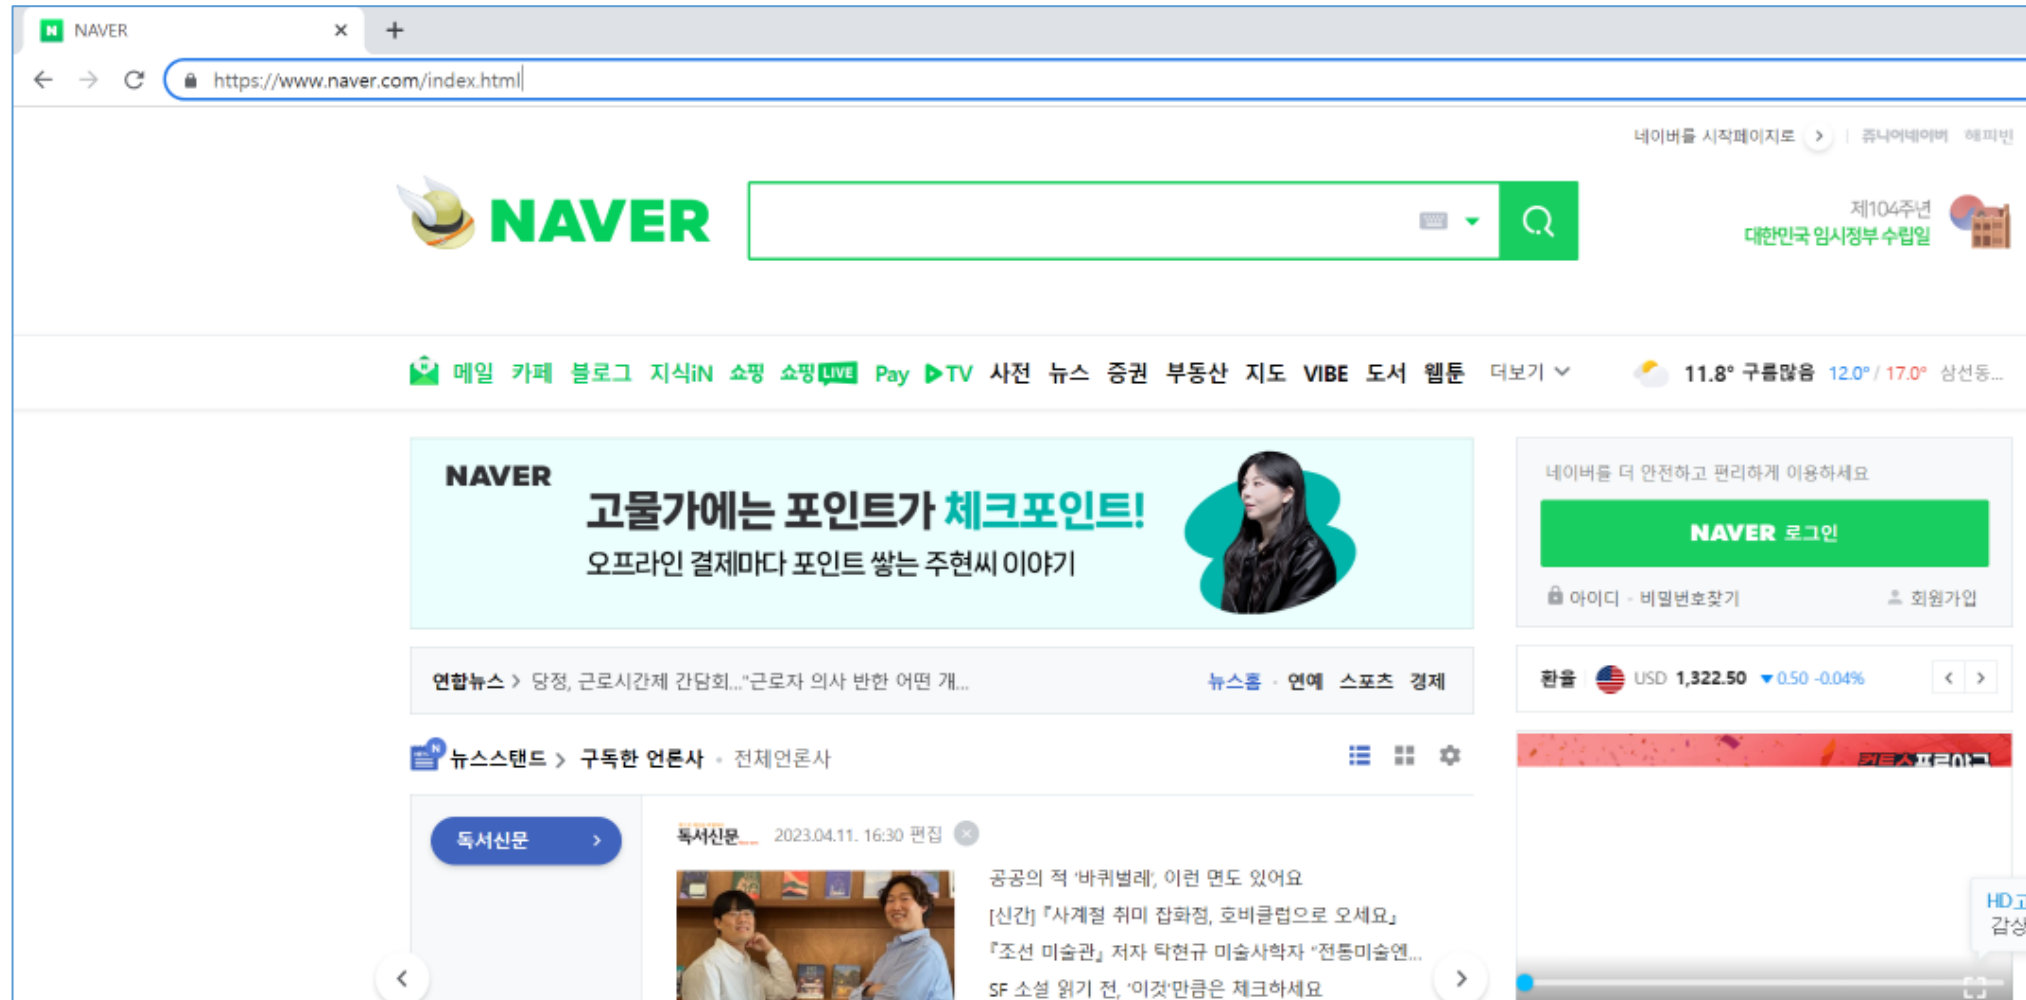 NAVER
https://www.naver.com/index.html
네이버를 시작페이지로 쥬니어네이버 해피빈
NAVER
제104주년
대한민국 임시정부 수립일
메일 카페 블로그 지식iN 쇼핑 쇼핑LIVE Pay TV 사전 뉴스 증권 부동산 지도 VIBE 도서 웹툰 더보기
11.8° 구름많음 12.0° / 17.0° 삼선동...
NAVER
고물가에는 포인트가 체크포인트!
오프라인 결제마다 포인트 쌓는 주현씨 이야기
네이버를 더 안전하고 편리하게 이용하세요
NAVER 로그인
아이디 · 비밀번호찾기 회원가입
연합뉴스 > 당정, 근로시간제 간담회..."근로자 의사 반한 어떤 개...
뉴스홈 · 연예 스포츠 경제
환율 USD 1,322.50 ▼0.50 -0.04%
뉴스스탠드 > 구독한 언론사 · 전체언론사
독서신문 >
독서신문 2023.04.11. 16:30 편집
공공의 적 '바퀴벌레', 이런 면도 있어요
[신간]『사계절 취미 잡화점, 호비클럽으로 오세요』
『조선 미술관』 저자 탁현규 미술사학자 "전통미술엔...
SF 소설 읽기 전, '이것'만큼은 체크하세요
HD고
감상